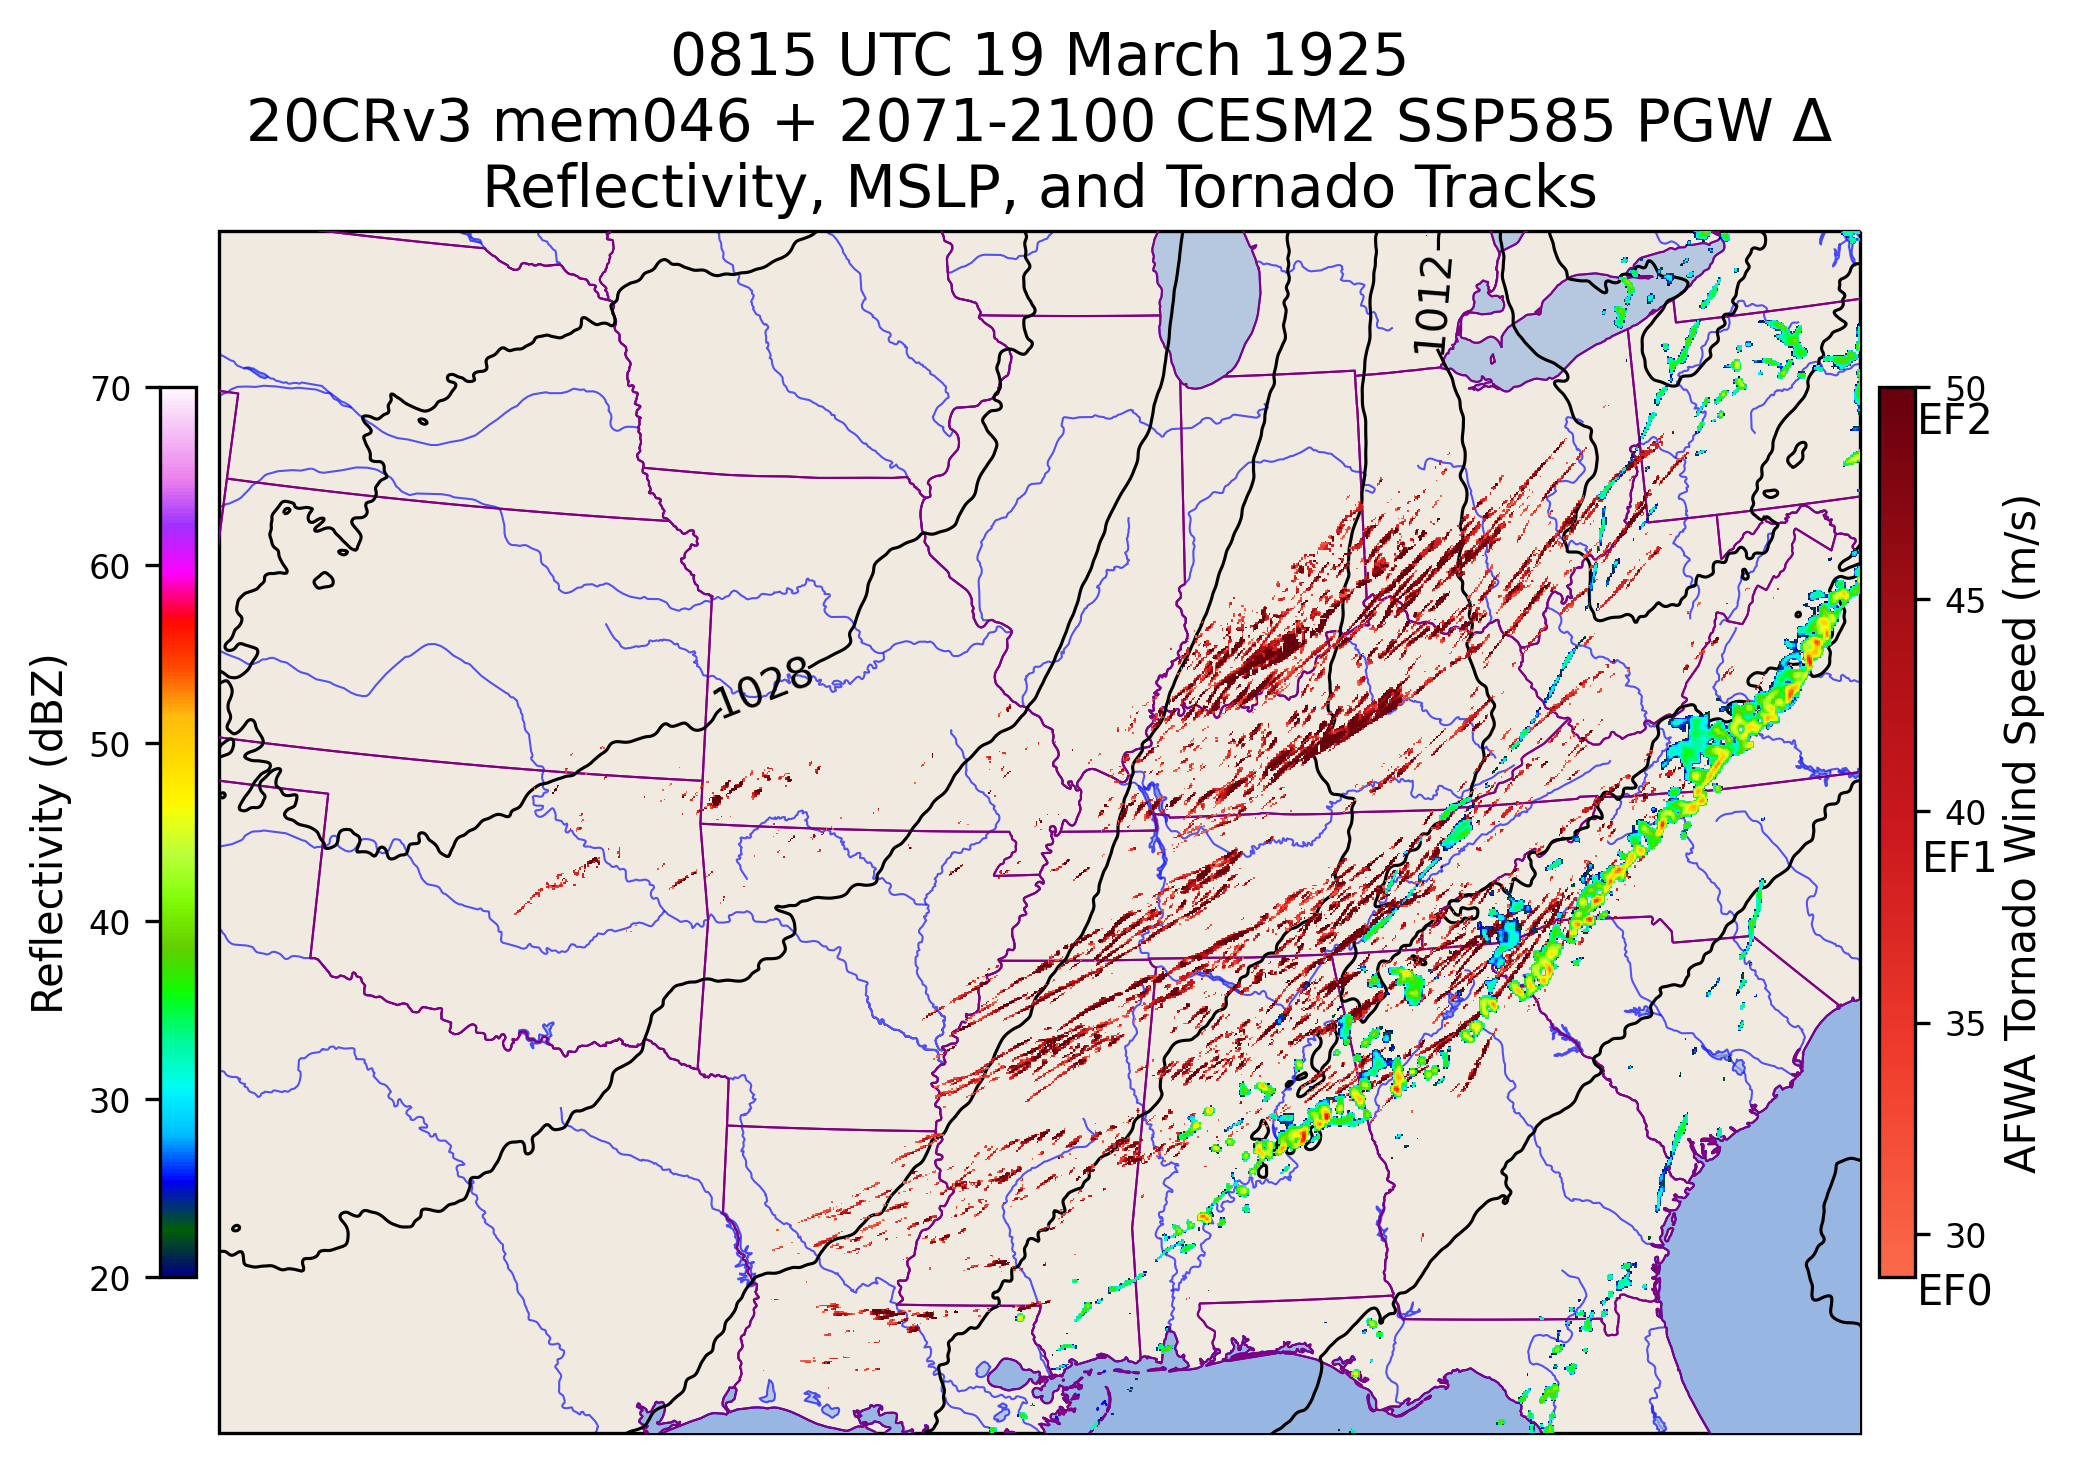 0815 UTC 19 March 1925
20CRv3 mem046 + 2071-2100 CESM2 SSP585 PGW Δ
Reflectivity, MSLP, and Tornado Tracks
Reflectivity (dBZ)
70
60
50
40
30
20
1028
1012
50
EF2
45
40
EF1
35
30
EF0
AFWA Tornado Wind Speed (m/s)